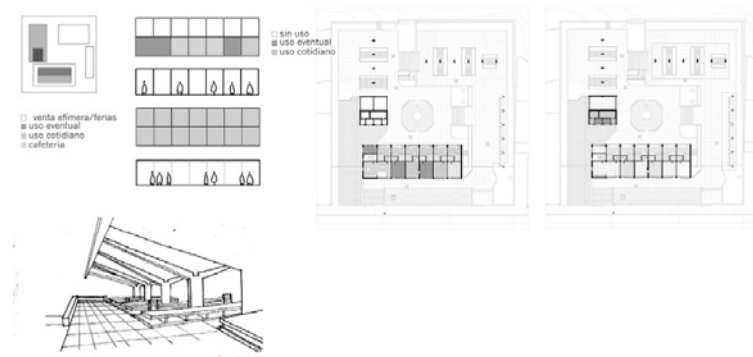 sin uso
uso eventual
uso cotidiano
venta efímera/ferias
uso eventual
uso cotidiano
cafetería